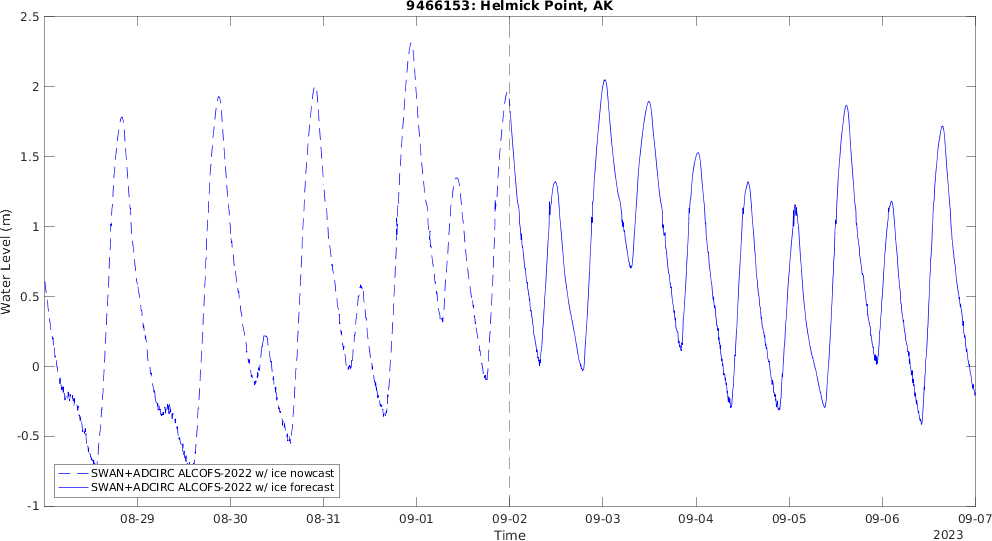 9466153: Helmick Point, AK
2.5
2
1.5
1
0.5
0
-0.5
-1
Water Level (m)
SWAN+ADCIRC ALCOFS-2022 w/ ice nowcast
SWAN+ADCIRC ALCOFS-2022 w/ ice forecast
08-29 08-30 08-31 09-01 09-02 09-03 09-04 09-05 09-06 09-07
Time
2023